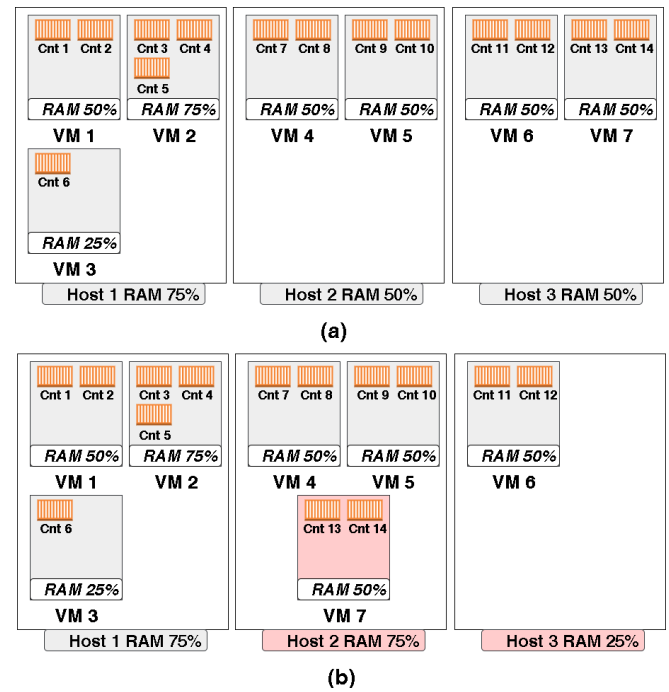 Cnt 1 Cnt 2 Cnt 3 Cnt 4 Cnt 7 Cnt 8 Cnt 9 Cnt 10 Cnt 11 Cnt 12 Cnt 13 Cnt 14
Cnt 5
RAM 50% RAM 75% RAM 50% RAM 50% RAM 50% RAM 50%
VM 1 VM 2 VM 4 VM 5 VM 6 VM 7
Cnt 6
RAM 25%
VM 3
Host 1 RAM 75% Host 2 RAM 50% Host 3 RAM 50%
(a)
Cnt 1 Cnt 2 Cnt 3 Cnt 4 Cnt 7 Cnt 8 Cnt 9 Cnt 10 Cnt 11 Cnt 12
Cnt 5
RAM 50% RAM 75% RAM 50% RAM 50% RAM 50%
VM 1 VM 2 VM 4 VM 5 VM 6
Cnt 6 Cnt 13 Cnt 14
RAM 25% RAM 50%
VM 3 VM 7
Host 1 RAM 75% Host 2 RAM 75% Host 3 RAM 25%
(b)